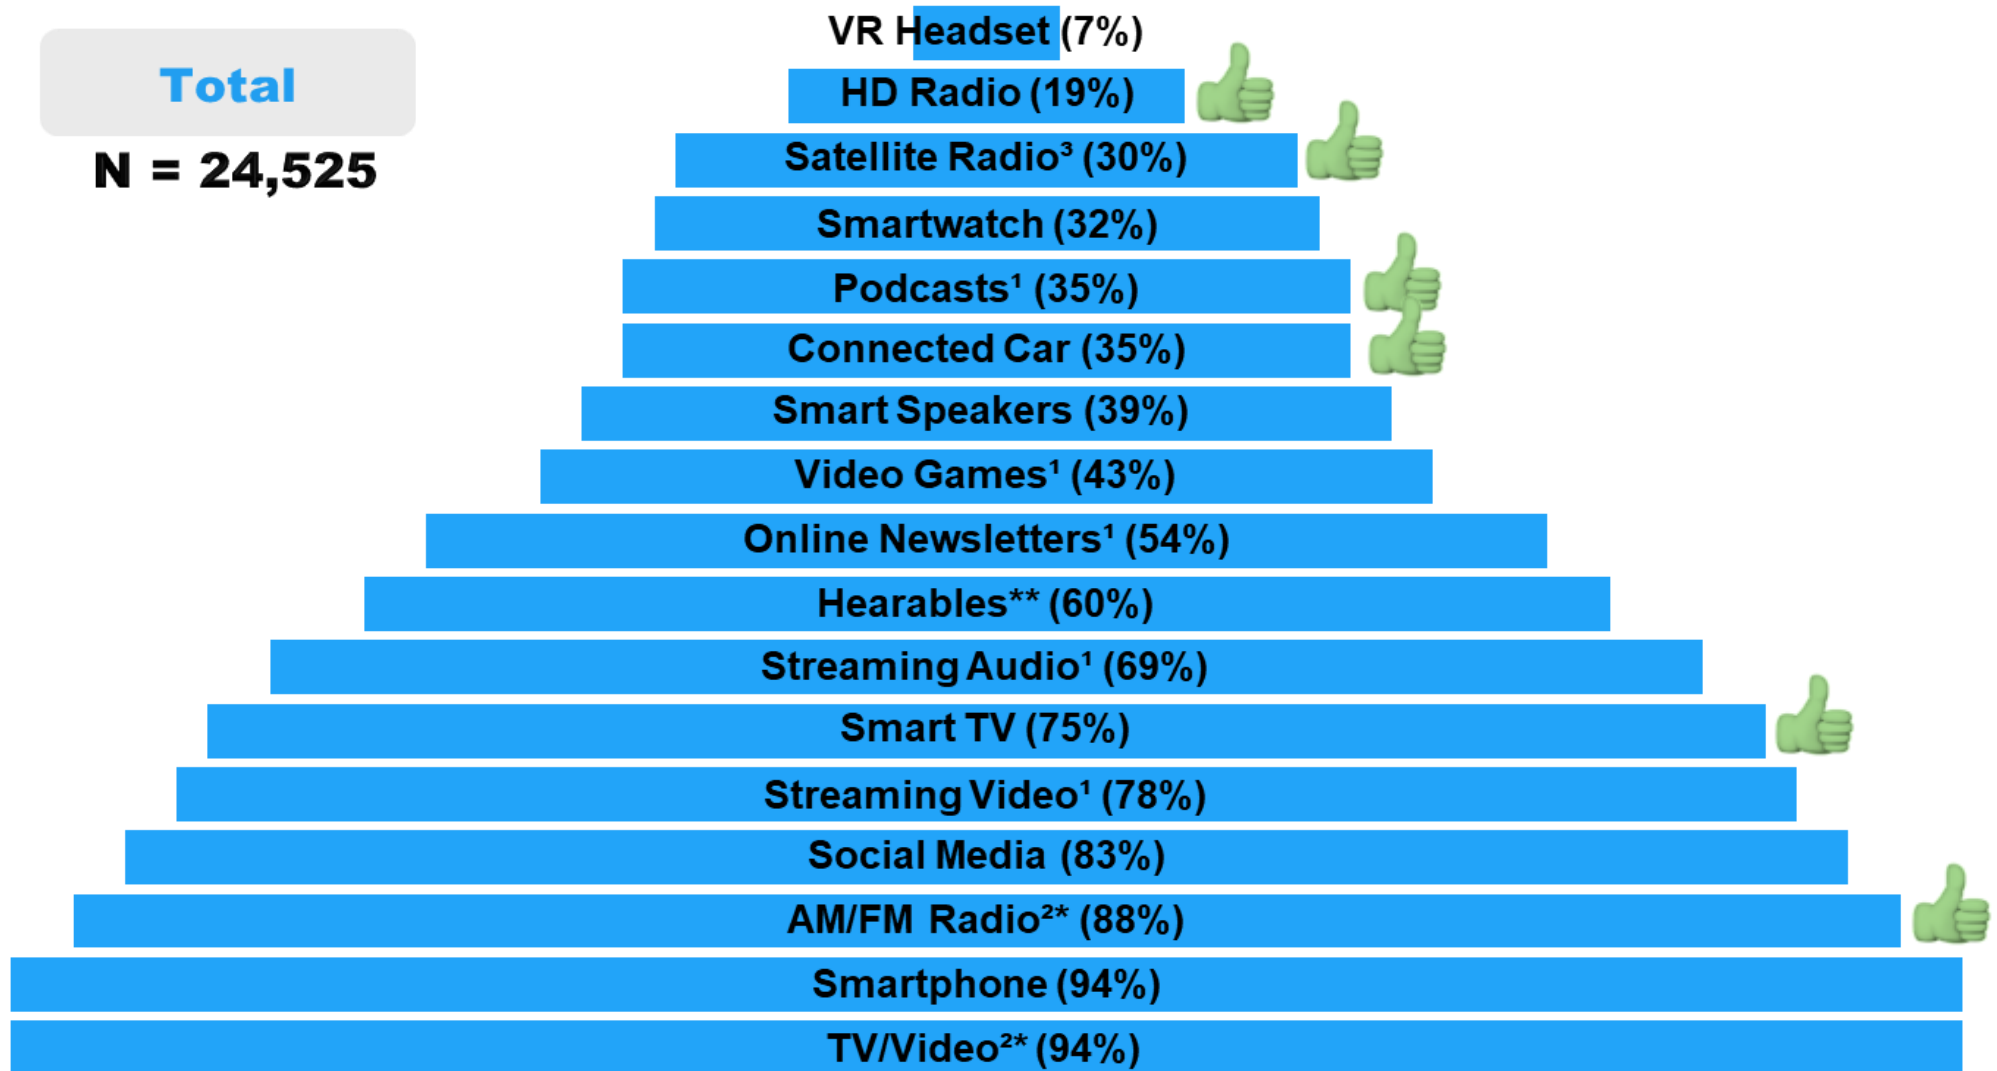 Total
N = 24,525
VR Headset (7%)
HD Radio (19%)
Satellite Radio³ (30%)
Smartwatch (32%)
Podcasts¹ (35%)
Connected Car (35%)
Smart Speakers (39%)
Video Games¹ (43%)
Online Newsletters¹ (54%)
Hearables** (60%)
Streaming Audio¹ (69%)
Smart TV (75%)
Streaming Video¹ (78%)
Social Media (83%)
AM/FM Radio²* (88%)
Smartphone (94%)
TV/Video²* (94%)